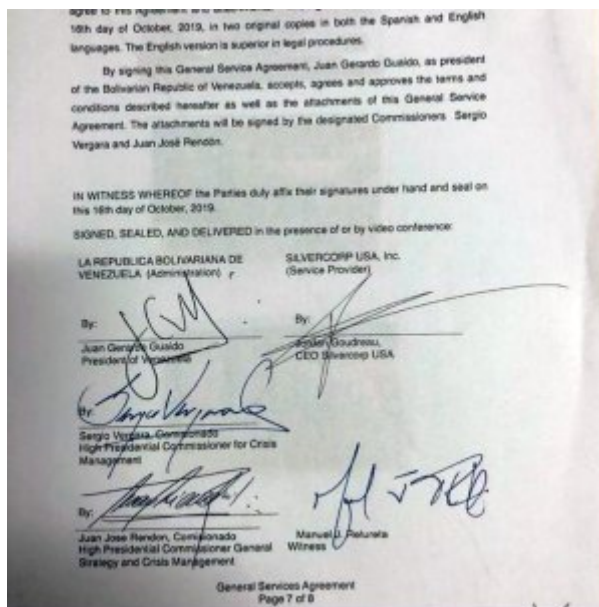 agree to this Agreement and
16th day of October, 2019, in two original copies in both the Spanish and English
languages. The English version is superior in legal procedures.
By signing this General Service Agreement, Juan Gerardo Guaido, as president
of the Bolivarian Republic of Venezuela, accepts, agrees and approves the terms and
conditions described hereafter as well as the attachments of this General Service
Agreement. The attachments will be signed by the designated Commissioners Sergio
Vergara and Juan José Rendón.
IN WITNESS WHEREOF the Parties duly affix their signatures under hand and seal on
this 16th day of October, 2019.
SIGNED, SEALED, AND DELIVERED in the presence of or by video conference:
LA REPUBLICA BOLIVARIANA DE
VENEZUELA (Administration)
SILVERCORP USA, Inc.
(Service Provider)
By:
Juan Gerardo Guaido
President of Venezuela
By:
Jordan Goudreau,
CEO Silvercorp USA
By:
Sergio Vergara, Comisionado
High Presidential Commissioner for Crisis
Management
By:
Juan Jose Rendon, Comisionado
High Presidential Commissioner General
Strategy and Crisis Management
Manuel J. Retureta
Witness
General Services Agreement
Page 7 of 8